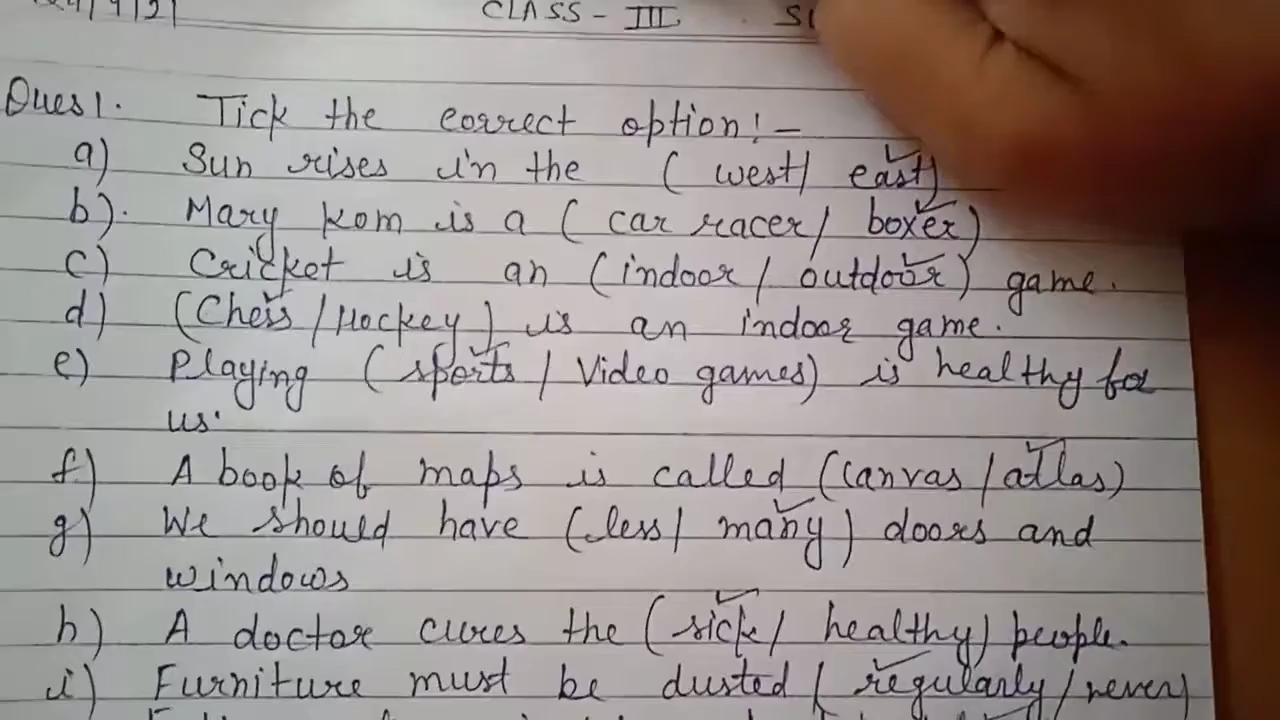 CLASS - III
Ques 1. Tick the correct option! -
a) Sun rises in the ( west/ east)
b). Mary kom is a ( car racer/ boxer)
c) Cricket is an (indoor / outdoor) game.
d) (Chess /Hockey) is an indoor game.
e) Playing ( sports / Video games) is healthy for
us.
f) A book of maps is called (canvas / atlas)
g) We should have (less/ many) doors and
windows
h) A doctor cures the ( sick/ healthy) people.
i) Furniture must be dusted ( regularly/never)